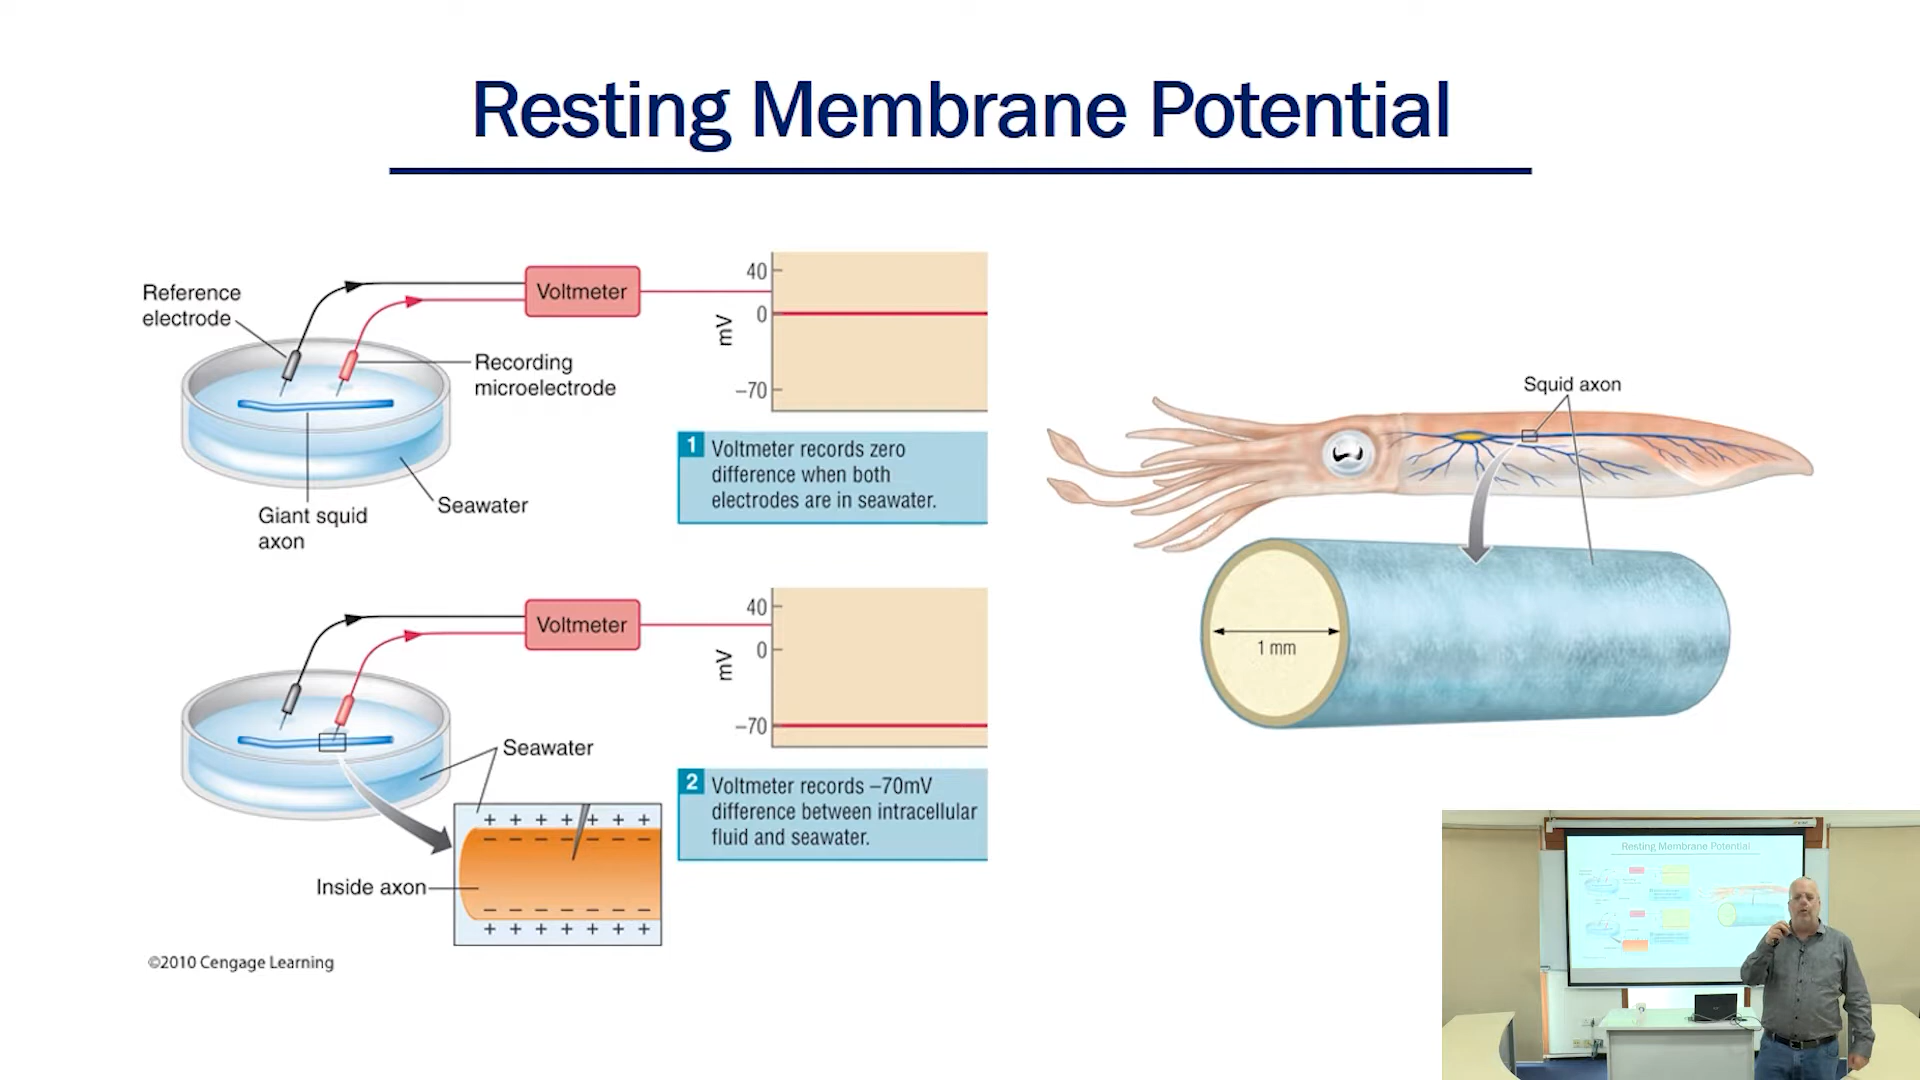 Resting Membrane Potential
Reference
electrode
Voltmeter
Recording
microelectrode
Giant squid
axon
Seawater
mV
40
0
–70
1 Voltmeter records zero
difference when both
electrodes are in seawater.
Voltmeter
Seawater
+ + + + + + +
– – – – – – –
Inside axon
– – – – – – –
+ + + + + + +
mV
40
0
–70
2 Voltmeter records –70mV
difference between intracellular
fluid and seawater.
Squid axon
1 mm
©2010 Cengage Learning
Resting Membrane Potential